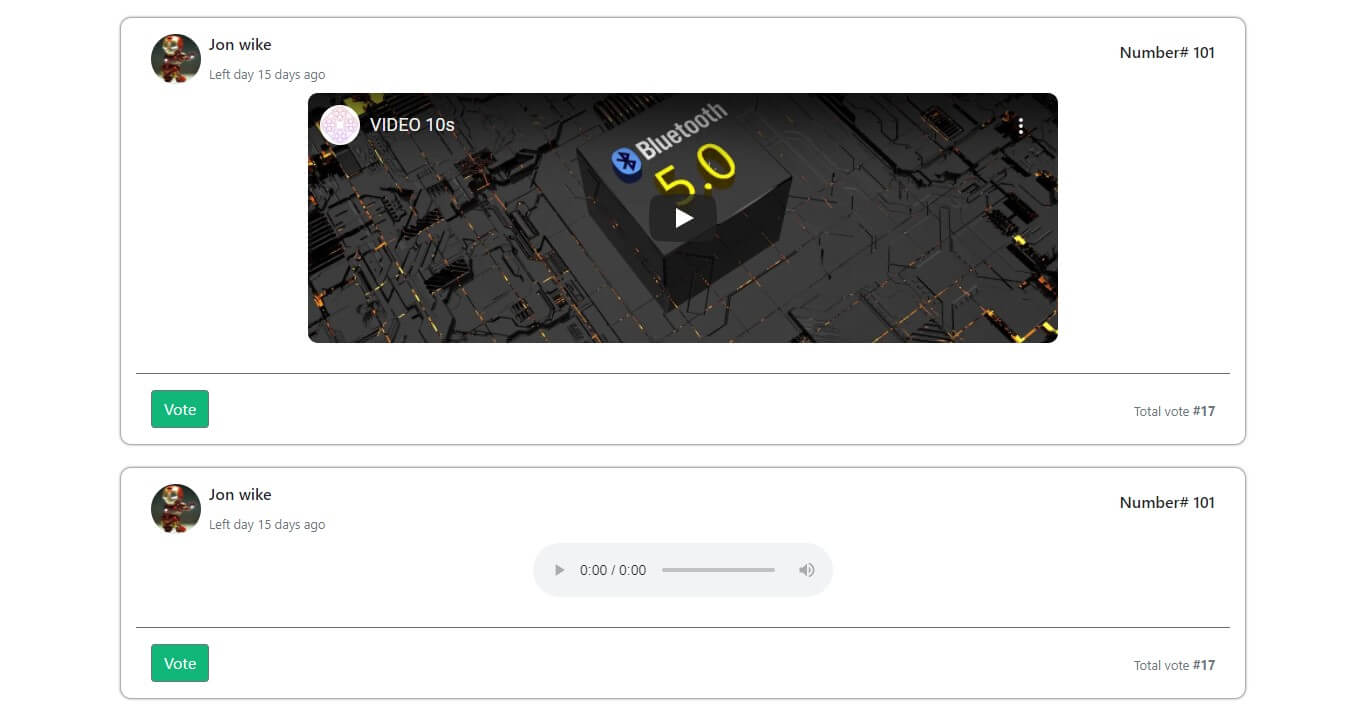 Jon wike
Number# 101
Left day 15 days ago
VIDEO 10s
Bluetooth
5.0
Vote
Total vote #17
Jon wike
Number# 101
Left day 15 days ago
0:00 / 0:00
Vote
Total vote #17